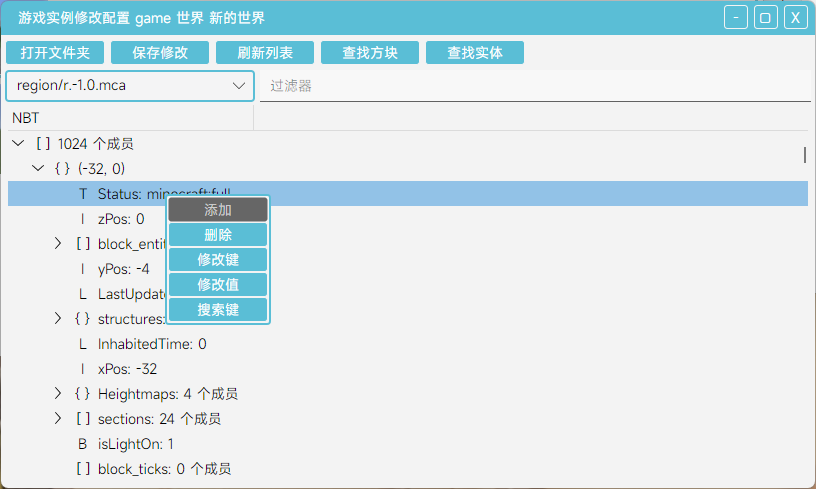 游戏实例修改配置 game 世界 新的世界
- X
打开文件夹 保存修改 刷新列表 查找方块 查找实体
region/r.-1.0.mca 过滤器
NBT
[ ] 1024 个成员
{ } (-32, 0)
T Status: minecraft:full
I zPos: 0
[ ] block_entit
I yPos: -4
L LastUpdate
{ } structures:
L InhabitedTime: 0
I xPos: -32
{ } Heightmaps: 4 个成员
[ ] sections: 24 个成员
B isLightOn: 1
[ ] block_ticks: 0 个成员
添加
删除
修改键
修改值
搜索键